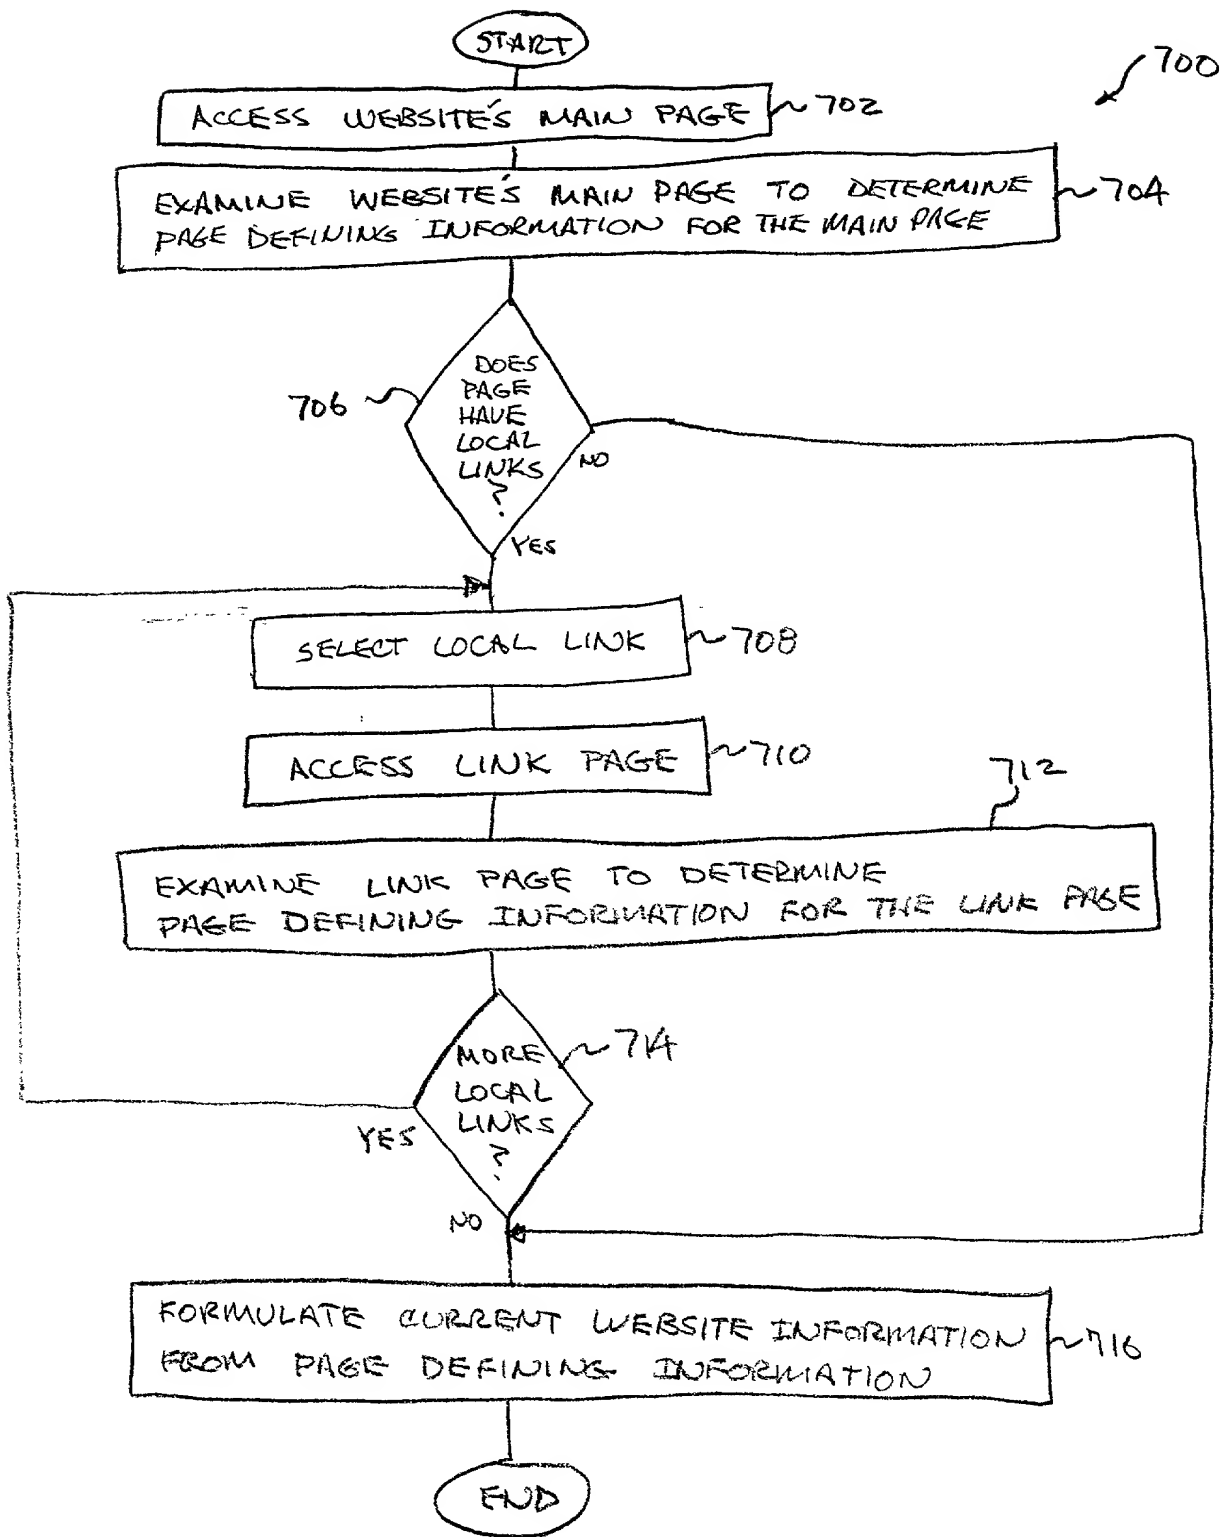 START
700
ACCESS WEBSITE'S MAIN PAGE
702
EXAMINE WEBSITE'S MAIN PAGE TO DETERMINE
PAGE DEFINING INFORMATION FOR THE MAIN PAGE
704
DOES
PAGE
HAVE
LOCAL
LINKS
?
706
NO
YES
SELECT LOCAL LINK
708
ACCESS LINK PAGE
710
712
EXAMINE LINK PAGE TO DETERMINE
PAGE DEFINING INFORMATION FOR THE LINK PAGE
MORE
LOCAL
LINKS
?
714
YES
NO
FORMULATE CURRENT WEBSITE INFORMATION
FROM PAGE DEFINING INFORMATION
716
END